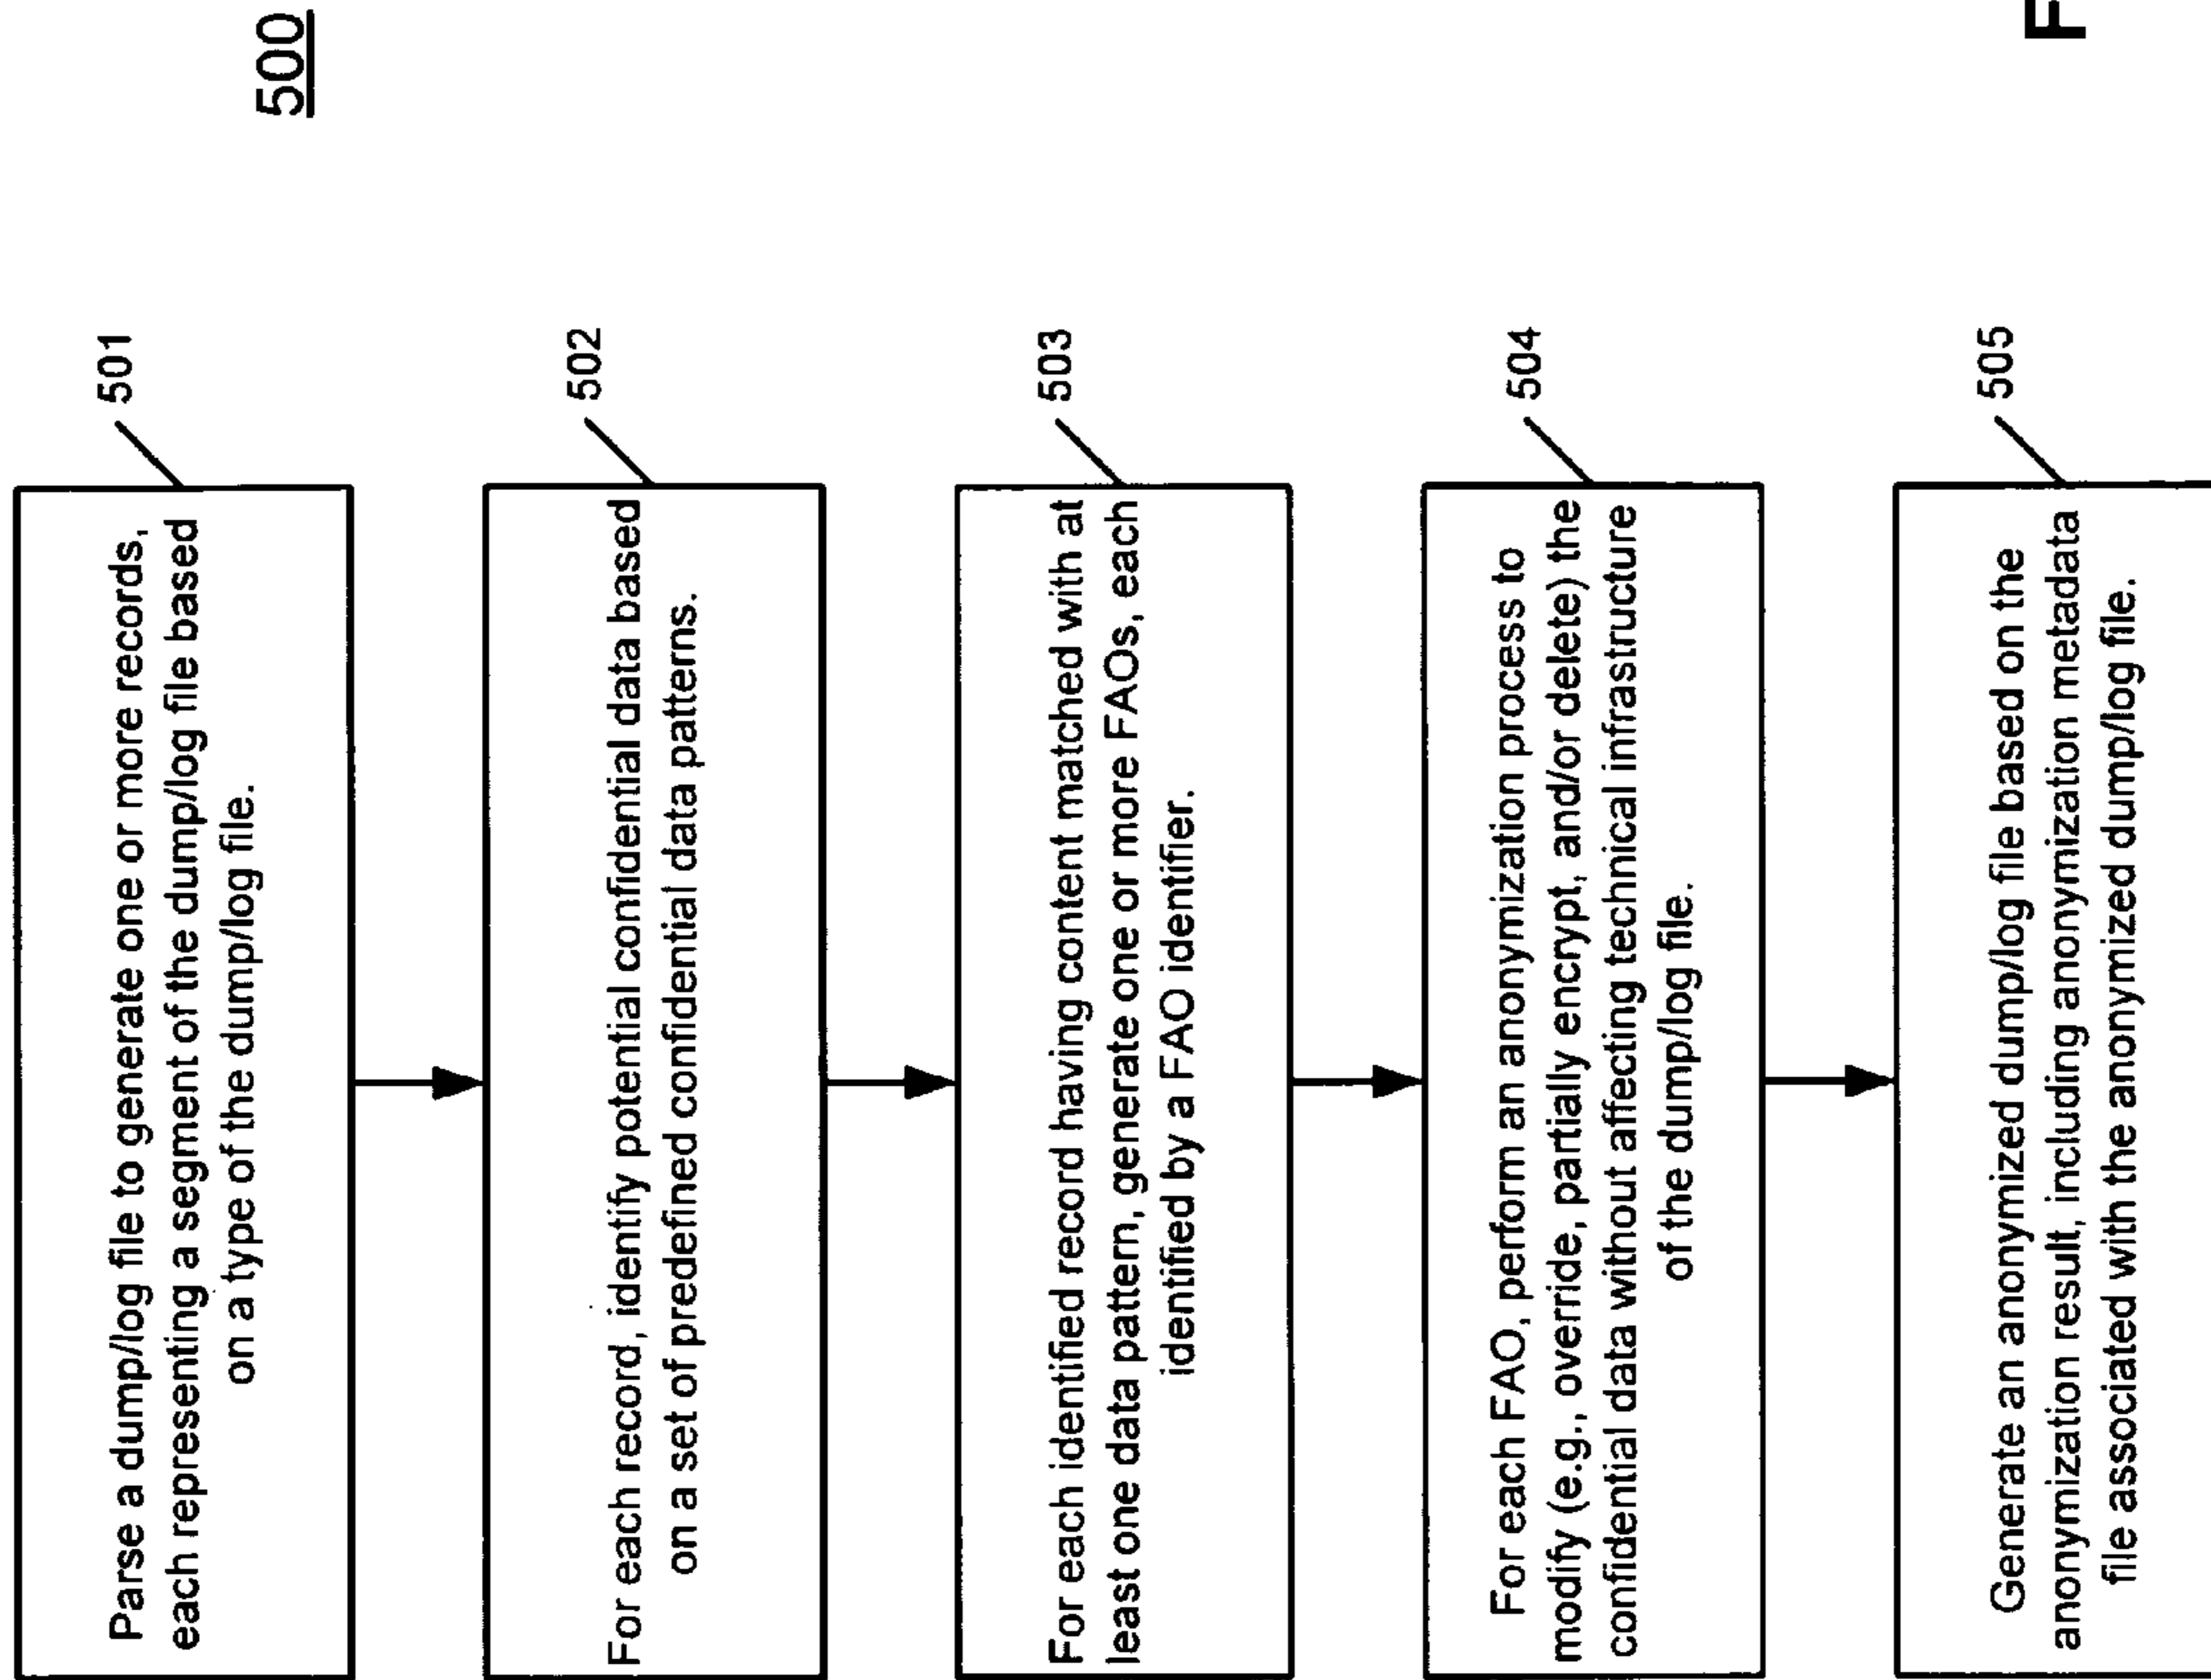 500
Parse a dump/log file to generate one or more records,
each representing a segment of the dump/log file based
on a type of the dump/log file.
501
For each record, identify potential confidential data based
on a set of predefined confidential data patterns.
502
For each identified record having content matched with at
least one data pattern, generate one or more FAOs, each
identified by a FAO identifier.
503
For each FAO, perform an anonymization process to
modify (e.g., override, partially encrypt, and/or delete) the
confidential data without affecting technical infrastructure
of the dump/log file.
504
Generate an anonymized dump/log file based on the
anonymization result, including anonymization metadata
file associated with the anonymized dump/log file.
505
F